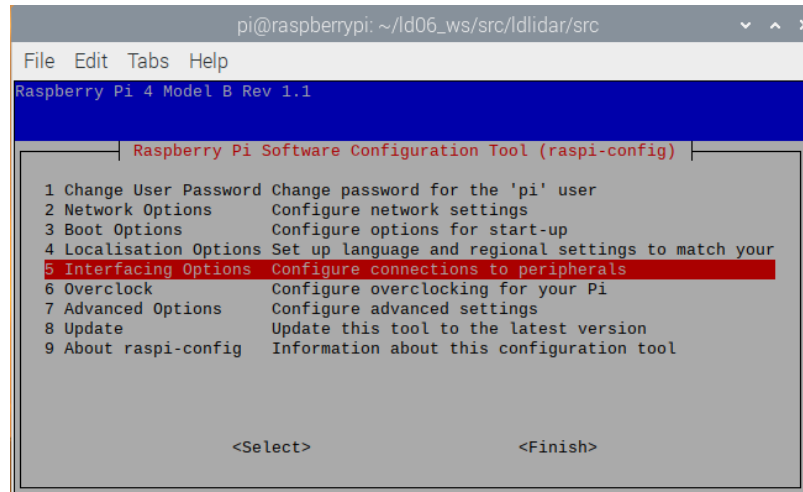 pi@raspberrypi: ~/ld06_ws/src/ldlidar/src
File Edit Tabs Help
Raspberry Pi 4 Model B Rev 1.1
Raspberry Pi Software Configuration Tool (raspi-config)
1 Change User Password Change password for the 'pi' user
2 Network Options Configure network settings
3 Boot Options Configure options for start-up
4 Localisation Options Set up language and regional settings to match your
5 Interfacing Options Configure connections to peripherals
6 Overclock Configure overclocking for your Pi
7 Advanced Options Configure advanced settings
8 Update Update this tool to the latest version
9 About raspi-config Information about this configuration tool
<Select> <Finish>